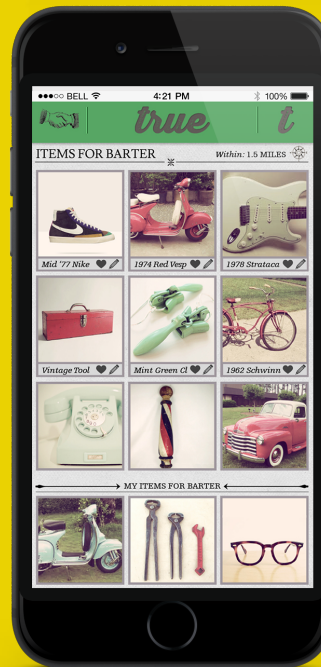 BELL 4:21 PM 100%
true t
ITEMS FOR BARTER Within: 1.5 MILES
Mid '77 Nike 1974 Red Vesp 1978 Strataca
Vintage Tool Mint Green Cl 1962 Schwinn
MY ITEMS FOR BARTER